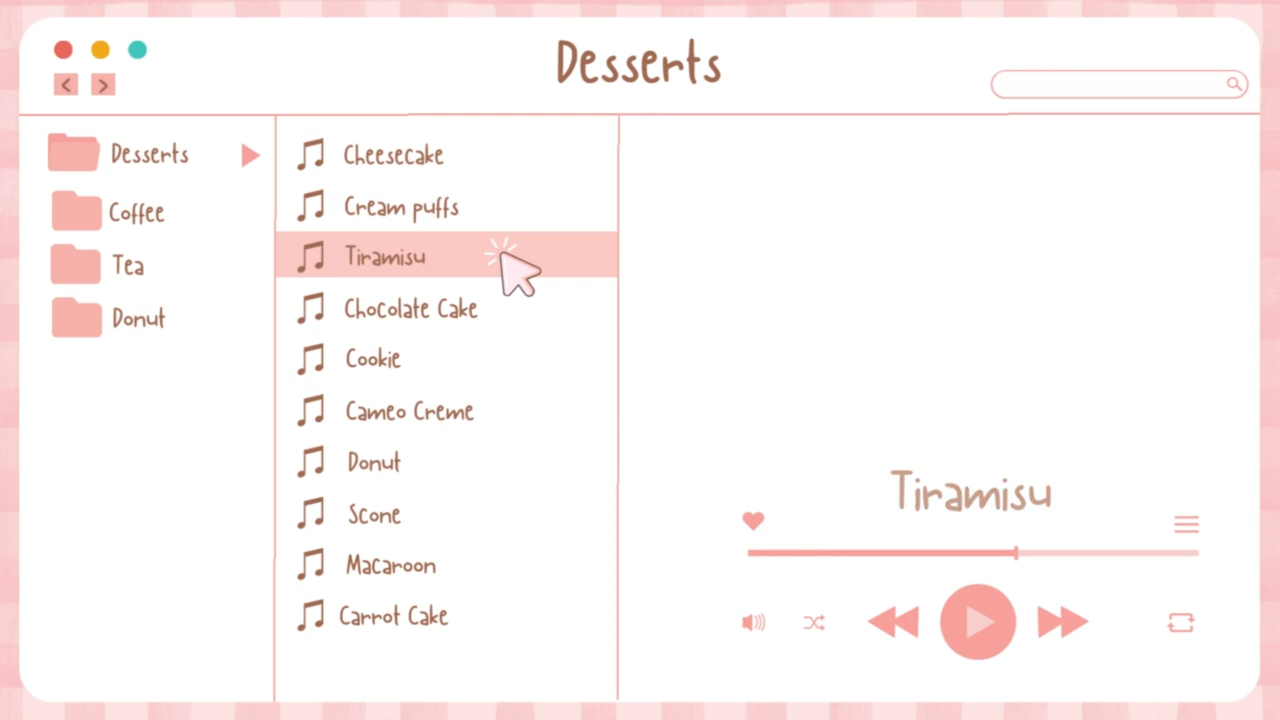 Desserts
Desserts
Coffee
Tea
Donut
Cheesecake
Cream puffs
Tiramisu
Chocolate Cake
Cookie
Cameo Creme
Donut
Scone
Macaroon
Carrot Cake
Tiramisu